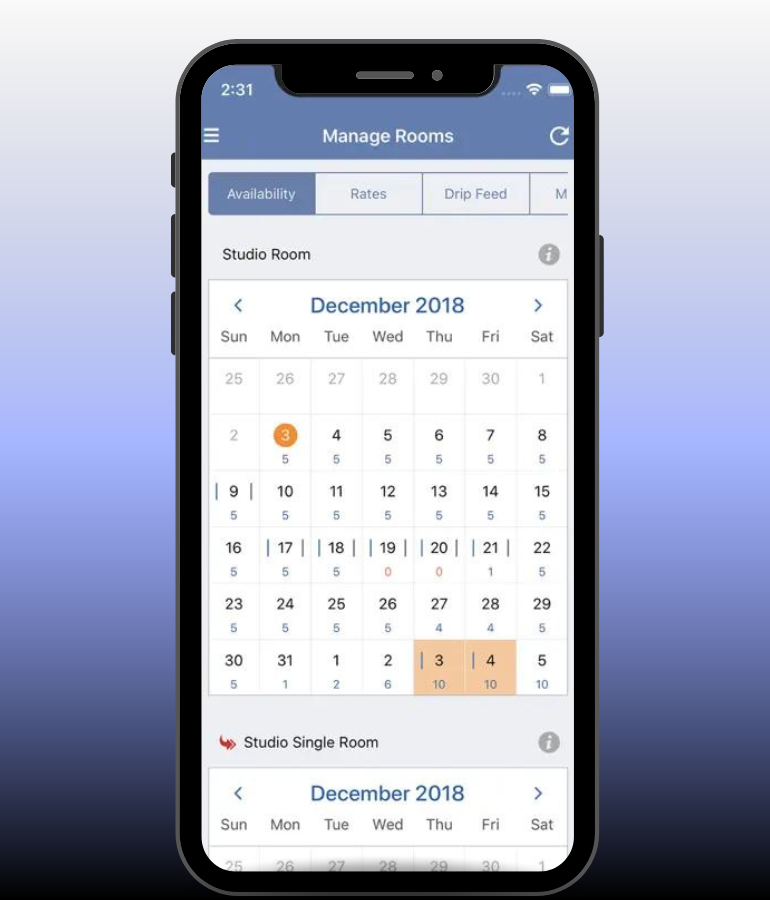 2:31
Manage Rooms
Availability Rates Drip Feed M
Studio Room
December 2018
Sun Mon Tue Wed Thu Fri Sat
25 26 27 28 29 30 1
2 3 4 5 6 7 8
5 5 5 5 5 5
9 10 11 12 13 14 15
5 5 5 5 5 5 5
16 17 18 19 20 21 22
5 5 5 0 0 1 5
23 24 25 26 27 28 29
5 5 5 5 4 4 5
30 31 1 2 3 4 5
5 1 2 6 10 10 10
Studio Single Room
December 2018
Sun Mon Tue Wed Thu Fri Sat
25 26 27 28 29 30 1